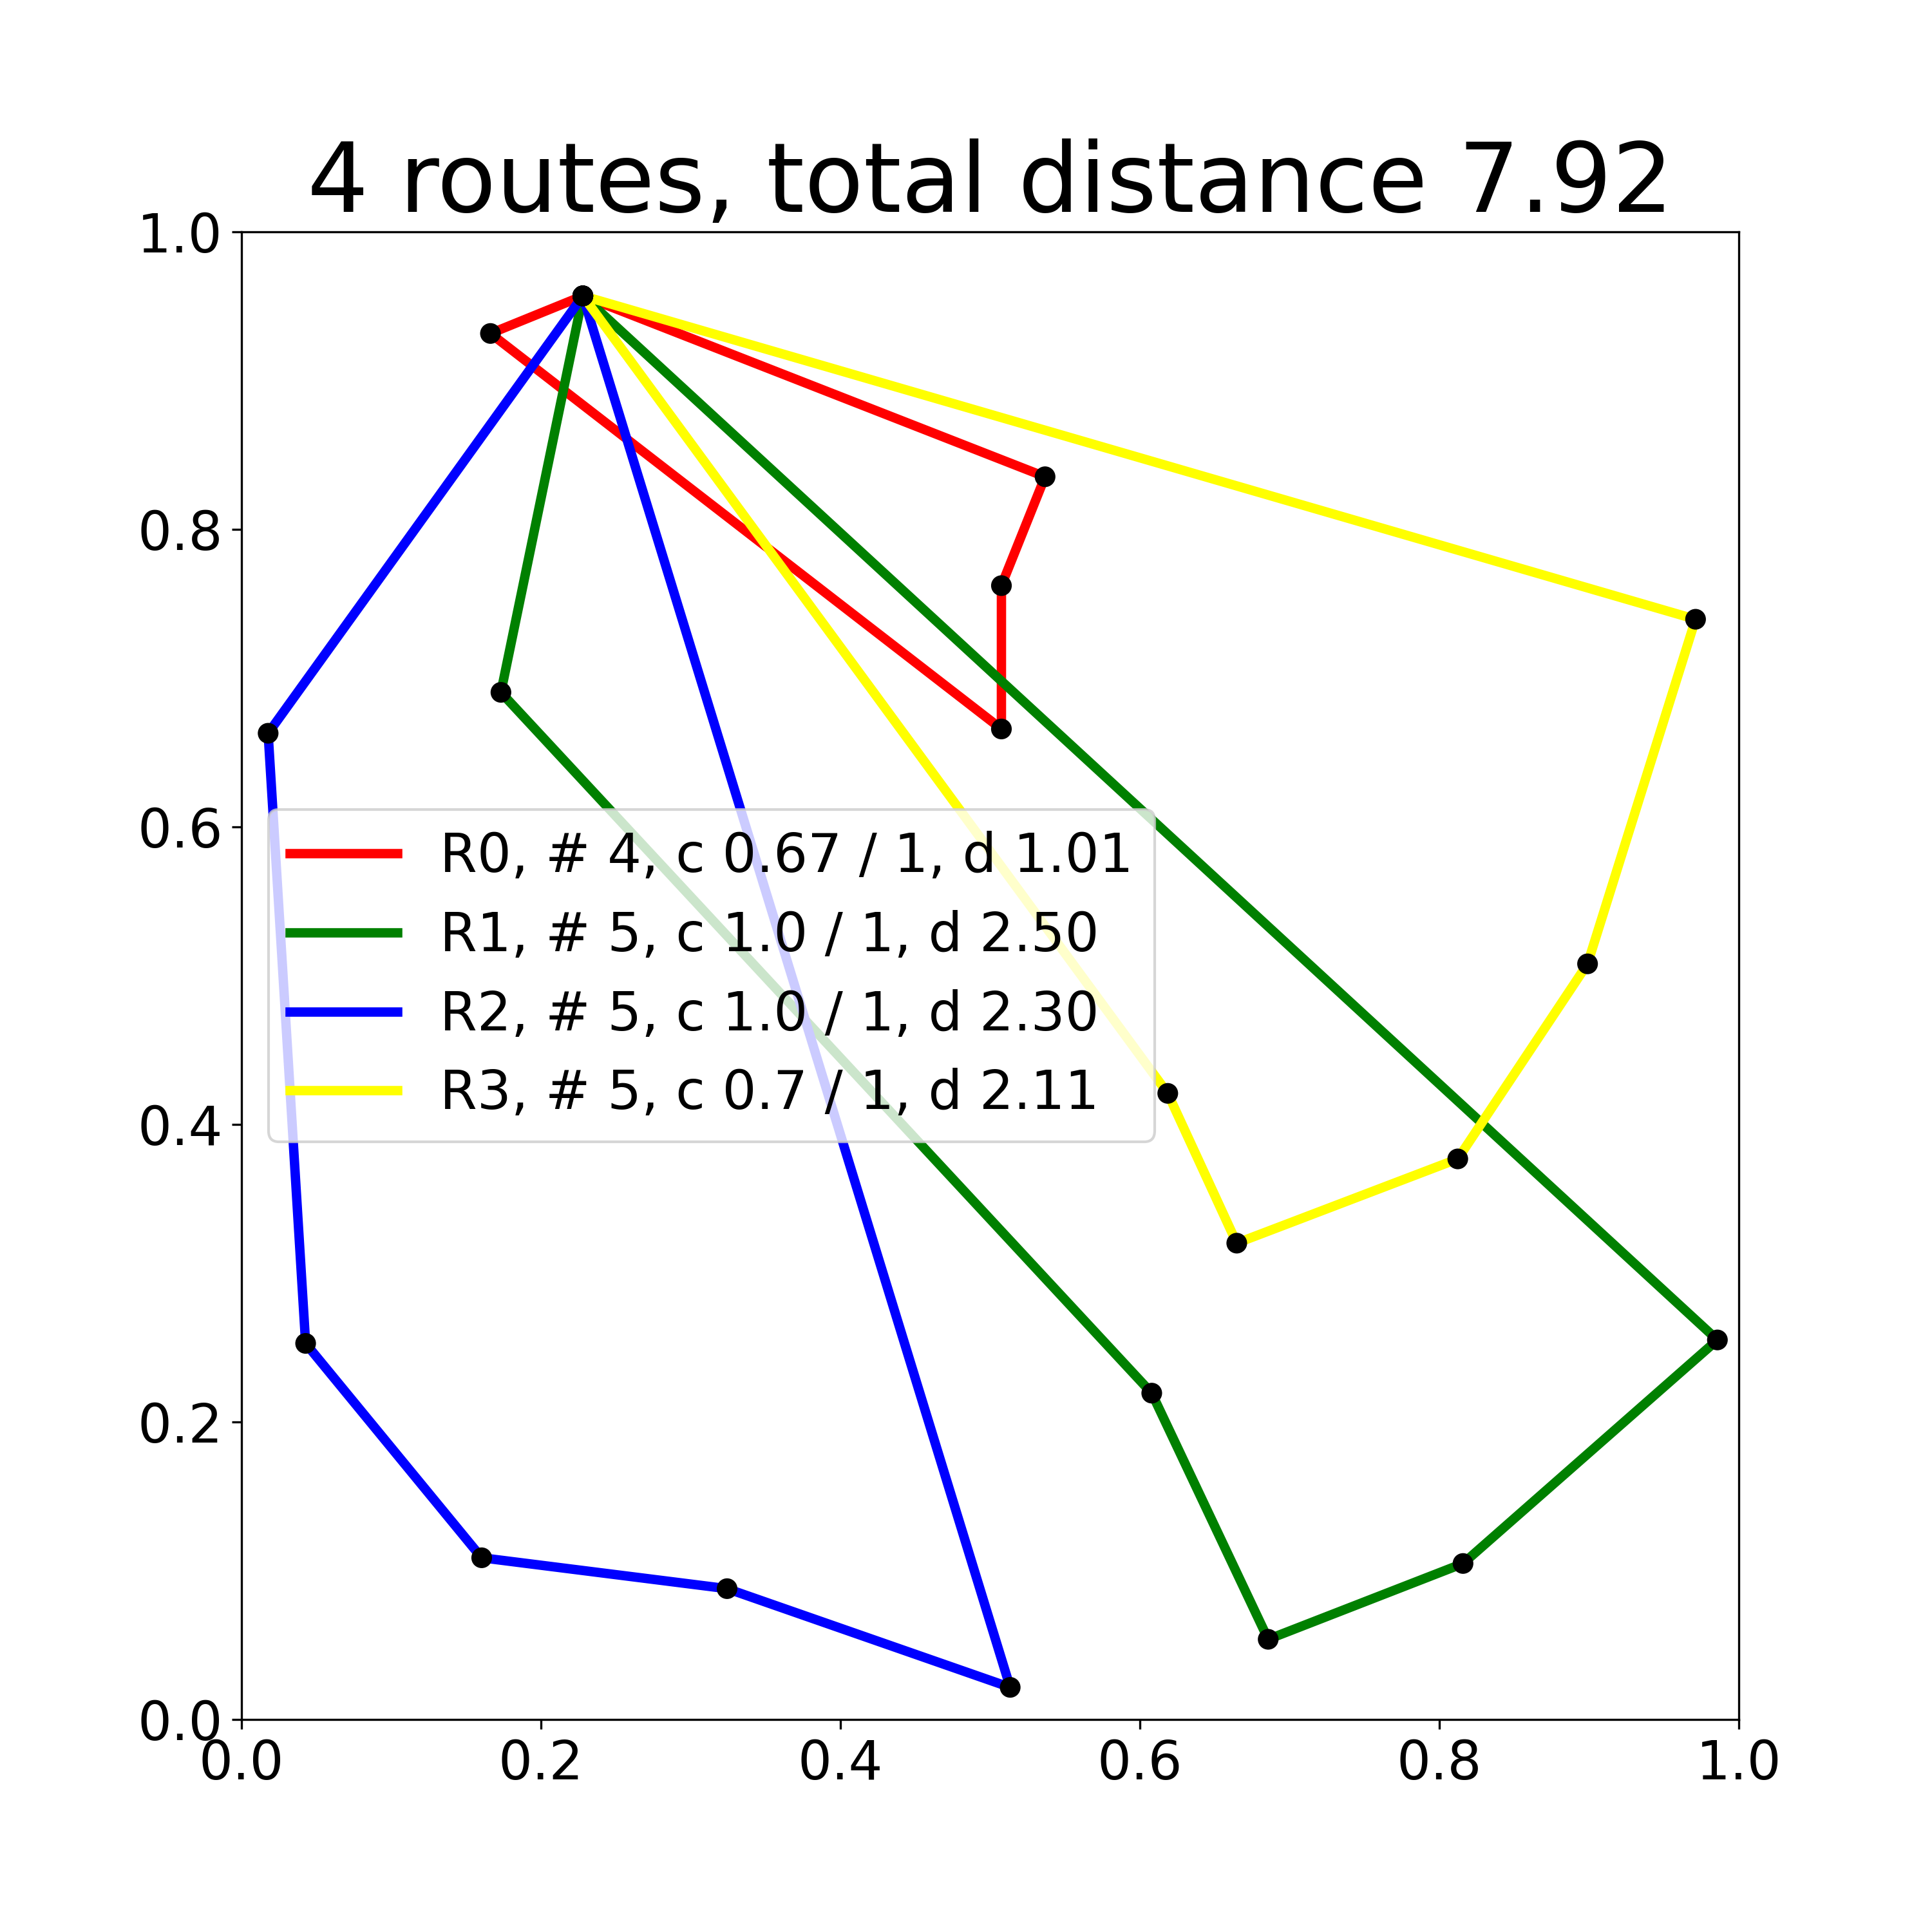 4 routes, total distance 7.92
1.0
0.8
0.6
0.4
0.2
0.0
R0, # 4, c 0.67 / 1, d 1.01
R1, # 5, c 1.0 / 1, d 2.50
R2, # 5, c 1.0 / 1, d 2.30
R3, # 5, c 0.7 / 1, d 2.11
0.0 0.2 0.4 0.6 0.8 1.0